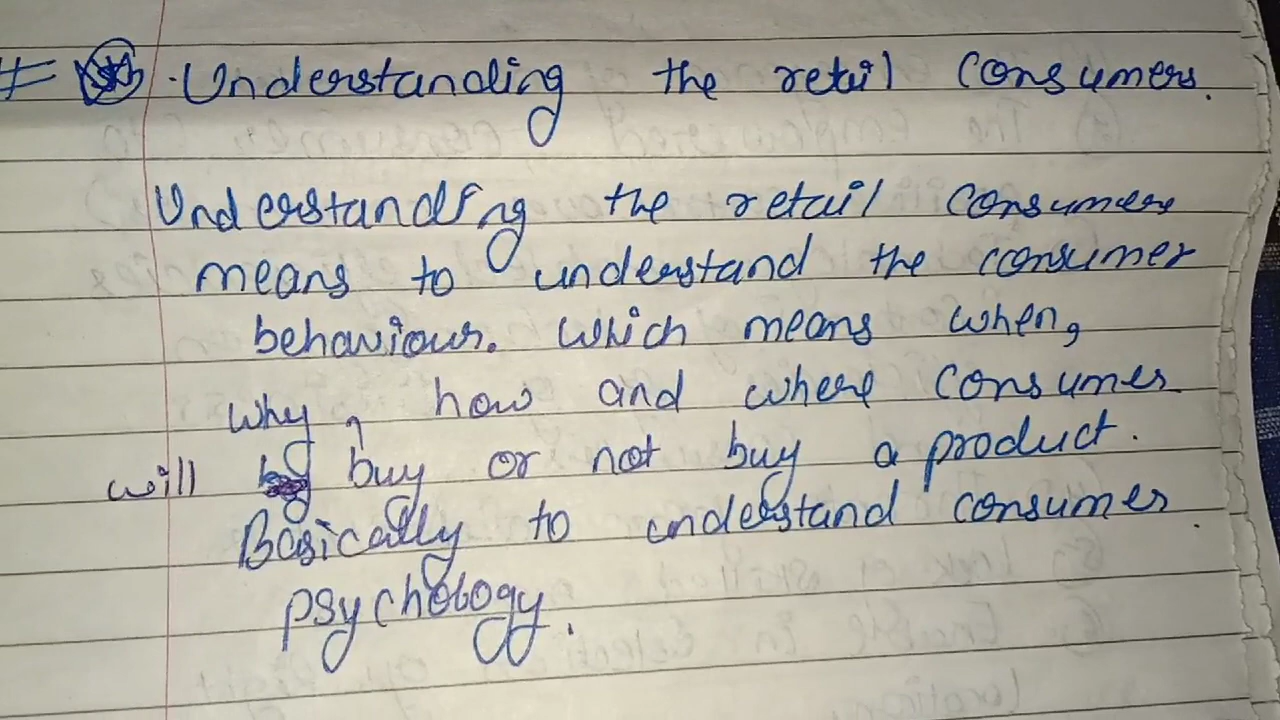 # Understanding the retail consumers.
Understanding the retail consumers
means to understand the consumer
behaviour. Which means when,
why, how and where consumer
will buy or not buy a product.
Basically to understand consumer.
psychology.